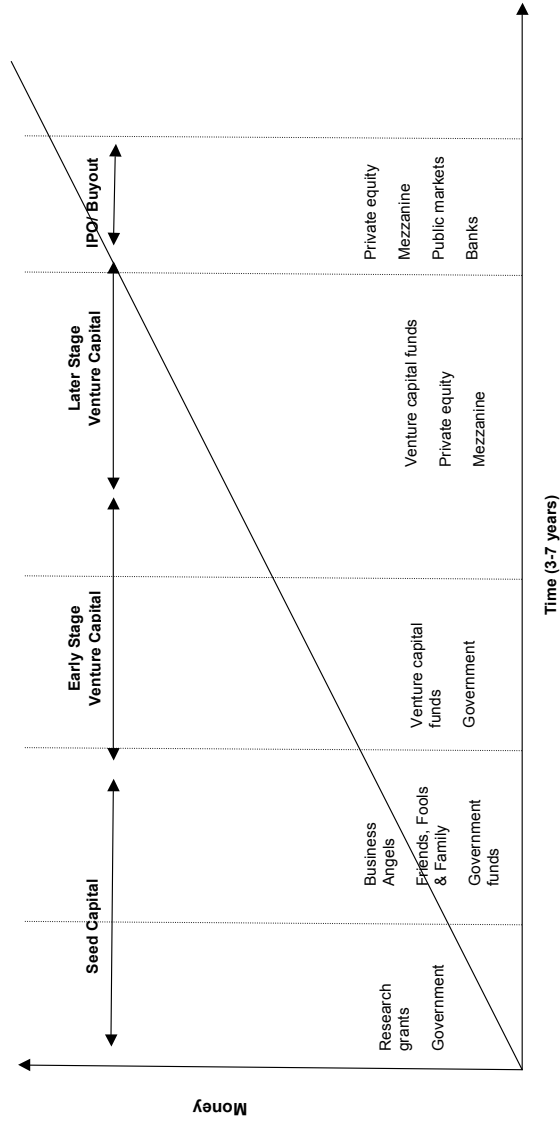 Money
Seed Capital
Early Stage
Venture Capital
Later Stage
Venture Capital
IPO/ Buyout
Research
grants
Government
Business
Angels
Friends, Fools
& Family
Government
funds
Venture capital
funds
Government
Venture capital funds
Private equity
Mezzanine
Private equity
Mezzanine
Public markets
Banks
Time (3-7 years)